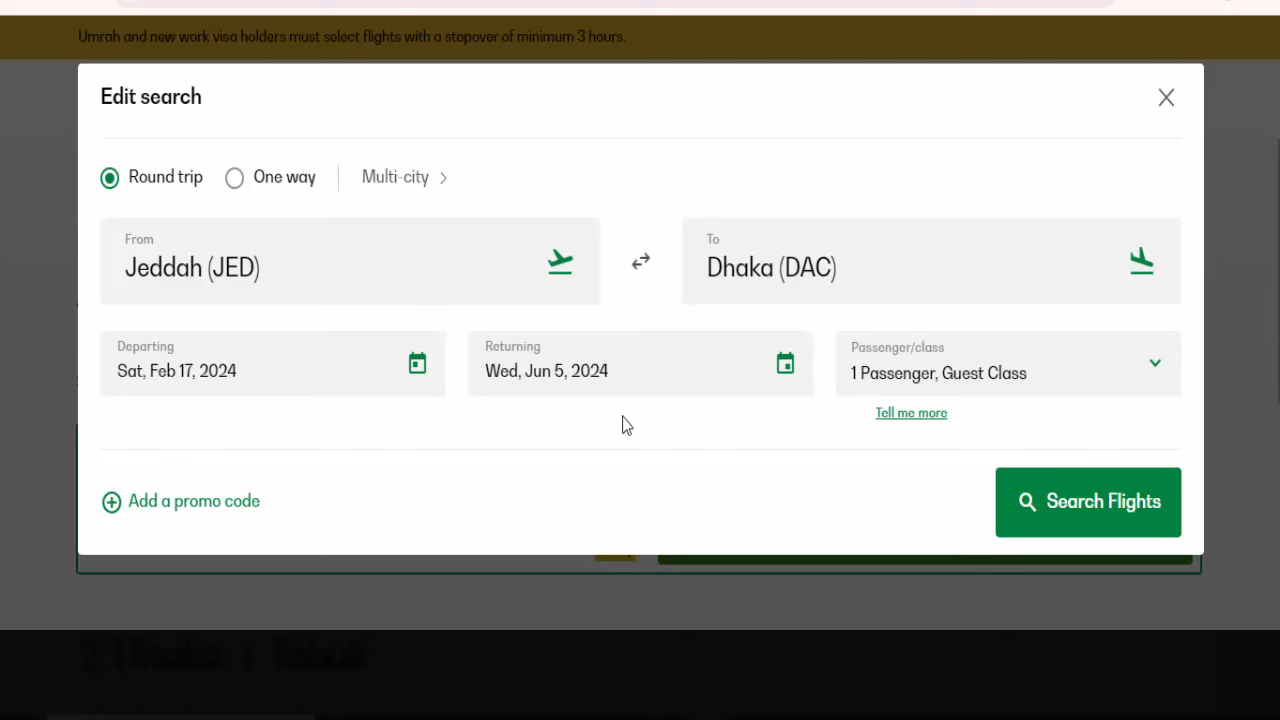 Umrah and new work visa holders must select flights with a stopover of minimum 3 hours.
Edit search
Round trip One way Multi-city
From
Jeddah (JED)
To
Dhaka (DAC)
Departing
Sat, Feb 17, 2024
Returning
Wed, Jun 5, 2024
Passenger/class
1 Passenger, Guest Class
Tell me more
Add a promo code
Search Flights